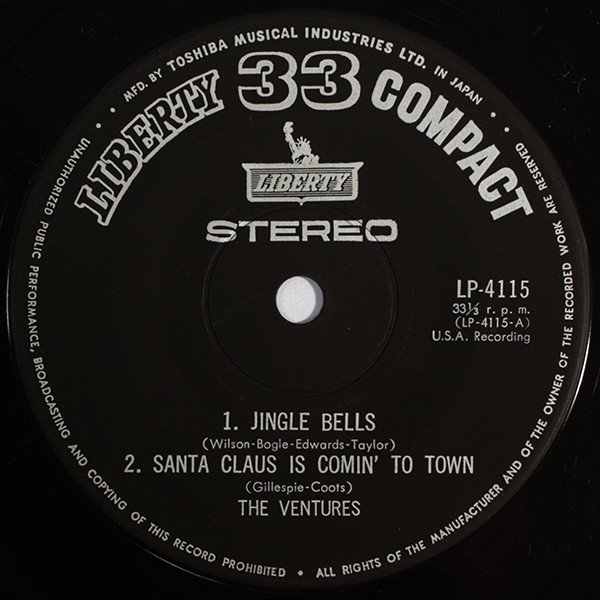 MFD. BY TOSHIBA MUSICAL INDUSTRIES LTD. IN JAPAN
LIBERTY 33 COMPACT
LIBERTY
STEREO
LP-4115
33⅓ r. p. m.
(LP-4115-A)
U.S.A. Recording
1. JINGLE BELLS
(Wilson-Bogle-Edwards-Taylor)
2. SANTA CLAUS IS COMIN' TO TOWN
(Gillespie-Coots)
THE VENTURES
UNAUTHORIZED PUBLIC PERFORMANCE, BROADCASTING AND COPYING OF THIS RECORD PROHIBITED • ALL RIGHTS OF THE MANUFACTURER AND OF THE OWNER OF THE RECORDED WORK ARE RESERVED